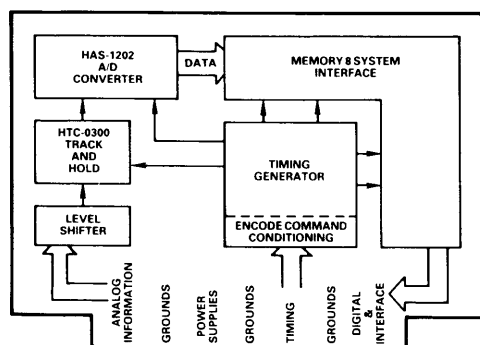 HAS-1202
A/D
CONVERTER
DATA
MEMORY 8 SYSTEM
INTERFACE
HTC-0300
TRACK
AND
HOLD
TIMING
GENERATOR
LEVEL
SHIFTER
ENCODE COMMAND
CONDITIONING
ANALOG
INFORMATION
GROUNDS
POWER
SUPPLIES
GROUNDS
TIMING
GROUNDS
DIGITAL
&
INTERFACE